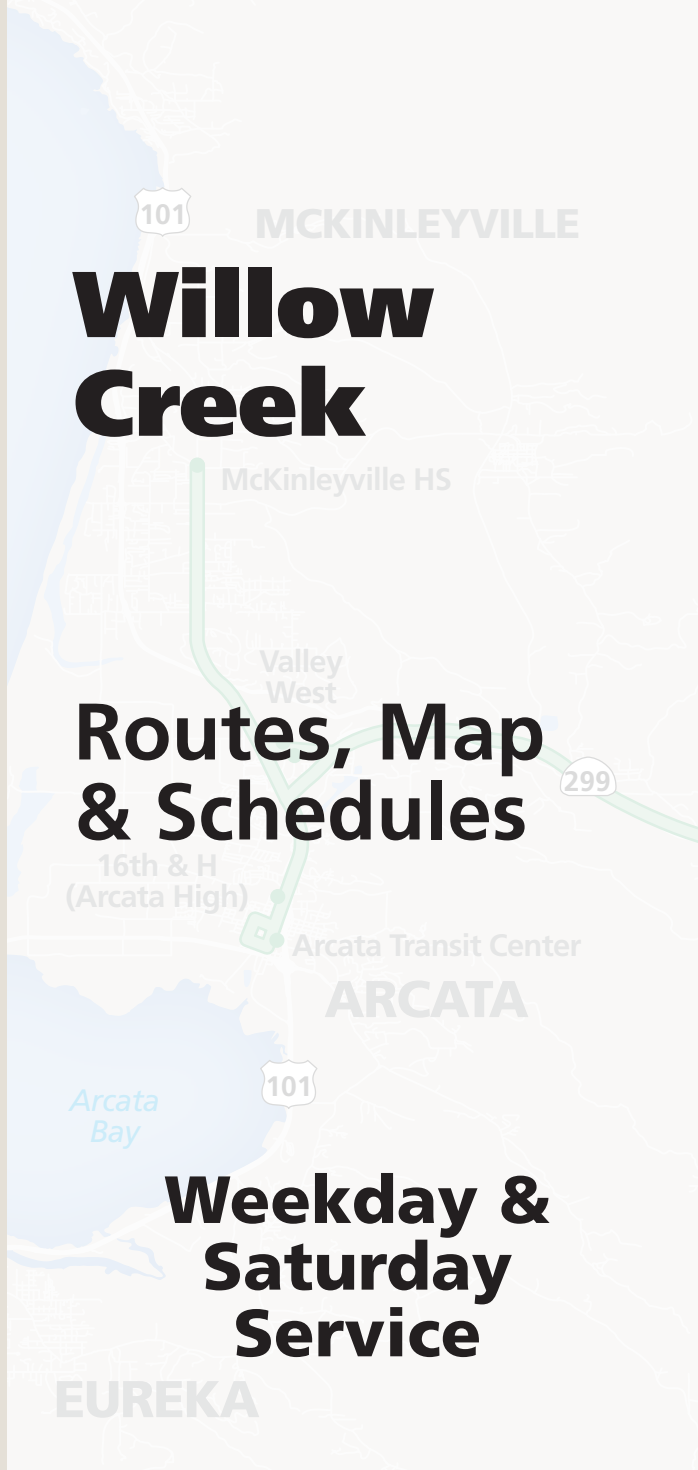 101
MCKINLEYVILLE
Willow
Creek
McKinleyville HS
Valley
West
Routes, Map
& Schedules
299
16th & H
(Arcata High)
Arcata Transit Center
ARCATA
101
Arcata
Bay
Weekday &
Saturday
Service
EUREKA